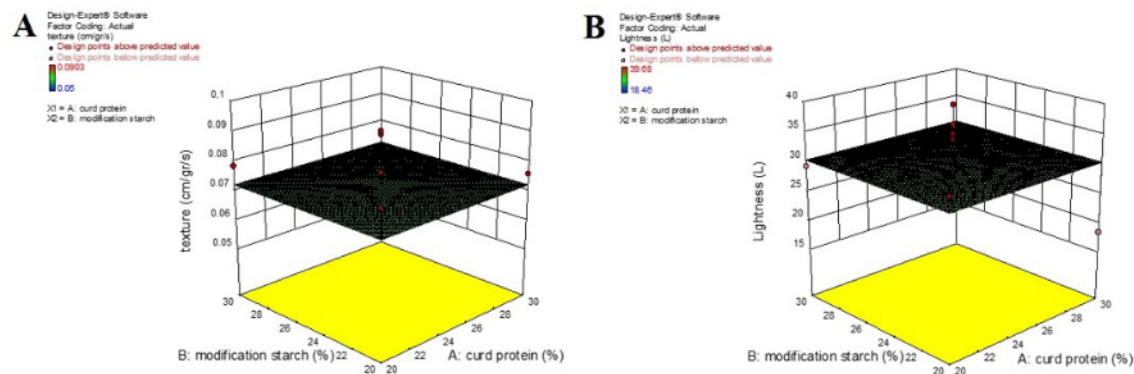 A
Design-Expert® Software
Factor Coding: Actual
texture (cm/gr/s)
Design points above predicted value
Design points below predicted value
0.0903
0.05
X1 = A: curd protein
X2 = B: modification starch
0.1
0.09
0.08
0.07
0.06
0.05
texture (cm/gr/s)
30
28
26
24
22
20
B: modification starch (%)
20
22
24
26
28
30
A: curd protein (%)
B
Design-Expert® Software
Factor Coding: Actual
Lightness (L)
Design points above predicted value
Design points below predicted value
39.68
18.46
X1 = A: curd protein
X2 = B: modification starch
40
35
30
25
20
15
Lightness (L)
30
28
26
24
22
20
B: modification starch (%)
20
22
24
26
28
30
A: curd protein (%)